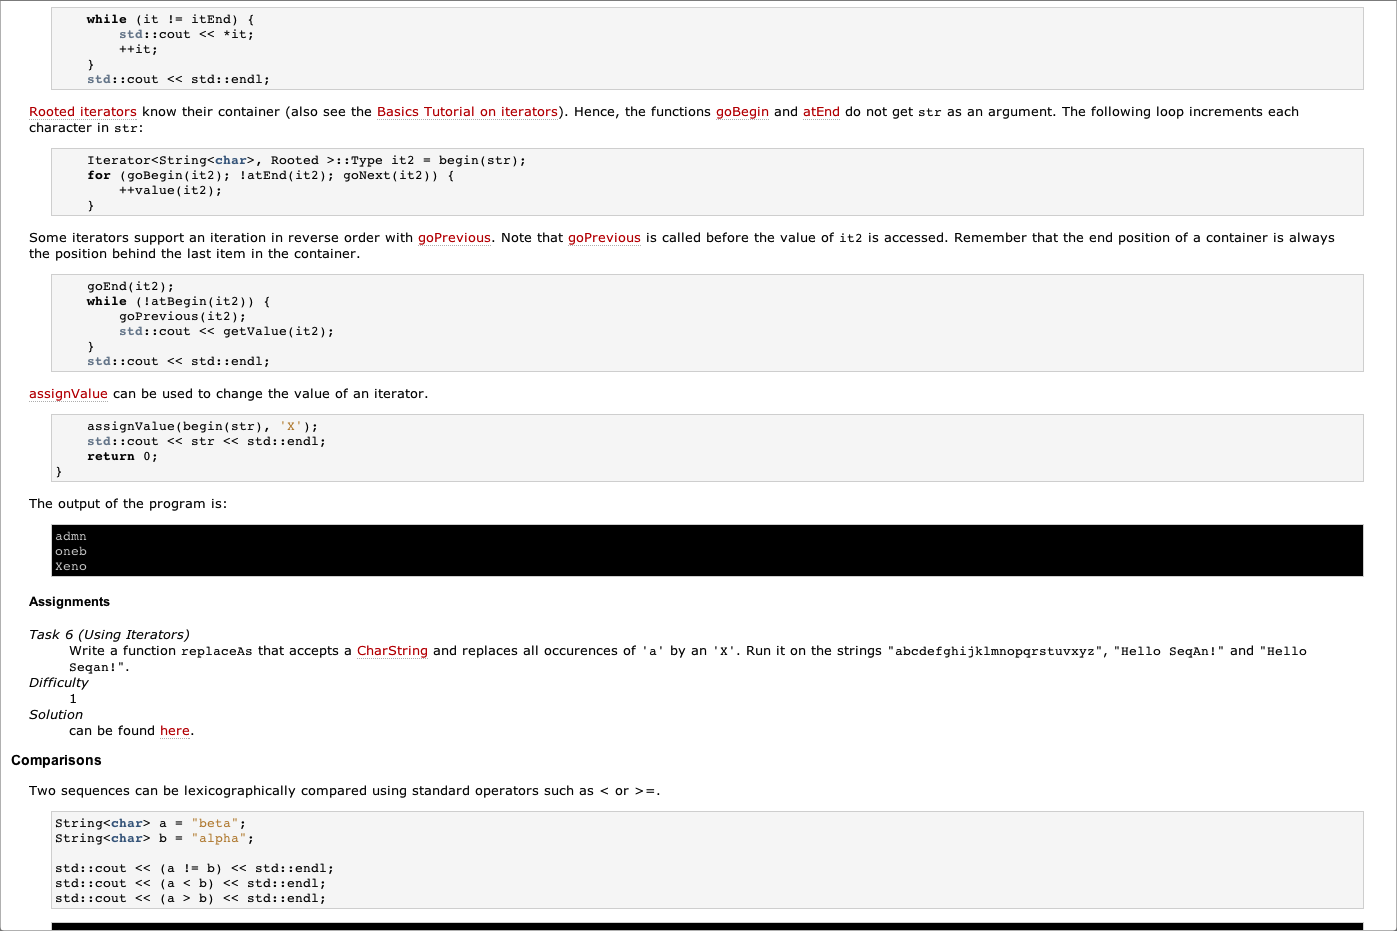 while (it != itEnd) {
std::cout << *it;
++it;
}
std::cout << std::endl;
Rooted iterators know their container (also see the Basics Tutorial on iterators). Hence, the functions goBegin and atEnd do not get str as an argument. The following loop increments each
character in str:
Iterator<String<char>, Rooted >::Type it2 = begin(str);
for (goBegin(it2); !atEnd(it2); goNext(it2)) {
++value(it2);
}
Some iterators support an iteration in reverse order with goPrevious. Note that goPrevious is called before the value of it2 is accessed. Remember that the end position of a container is always
the position behind the last item in the container.
goEnd(it2);
while (!atBegin(it2)) {
goPrevious(it2);
std::cout << getValue(it2);
}
std::cout << std::endl;
assignValue can be used to change the value of an iterator.
assignValue(begin(str), 'X');
std::cout << str << std::endl;
return 0;
}
The output of the program is:
admn
oneb
Xeno
Assignments
Task 6 (Using Iterators)
Write a function replaceAs that accepts a CharString and replaces all occurences of 'a' by an 'X'. Run it on the strings "abcdefghijklmnopqrstuvxyz", "Hello SeqAn!" and "Hello
Seqan!".
Difficulty
1
Solution
can be found here.
Comparisons
Two sequences can be lexicographically compared using standard operators such as < or >=.
String<char> a = "beta";
String<char> b = "alpha";
std::cout << (a != b) << std::endl;
std::cout << (a < b) << std::endl;
std::cout << (a > b) << std::endl;